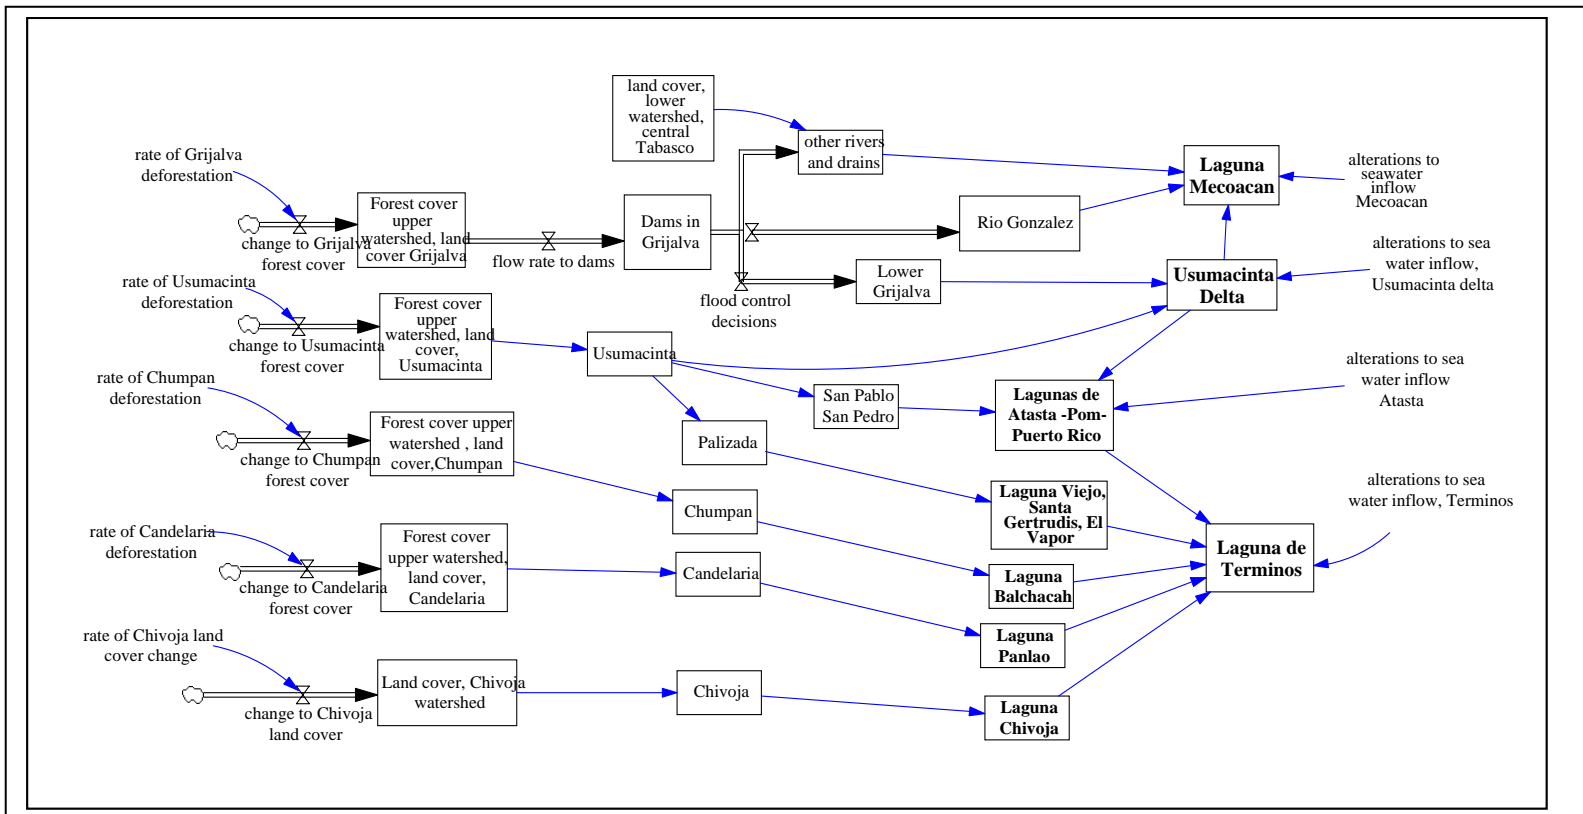 land cover,
lower
watershed,
central
Tabasco
other rivers
and drains
Laguna
Mecoacan
alterations to
seawater
inflow
Mecoacan
rate of Grijalva
deforestation
change to Grijalva
forest cover
Forest cover
upper
watershed, land
cover Grijalva
flow rate to dams
Dams in
Grijalva
Rio Gonzalez
Lower
Grijalva
flood control
decisions
Usumacinta
Delta
alterations to sea
water inflow,
Usumacinta delta
rate of Usumacinta
deforestation
change to Usumacinta
forest cover
Forest cover
upper
watershed, land
cover,
Usumacinta
Usumacinta
San Pablo
San Pedro
Lagunas de
Atasta -Pom-
Puerto Rico
alterations to sea
water inflow
Atasta
rate of Chumpan
deforestation
change to Chumpan
forest cover
Forest cover upper
watershed , land
cover,Chumpan
Palizada
Laguna Viejo,
Santa
Gertrudis, El
Vapor
alterations to sea
water inflow, Terminos
Chumpan
rate of Candelaria
deforestation
change to Candelaria
forest cover
Forest cover
upper watershed,
land cover,
Candelaria
Candelaria
Laguna
Balchacah
Laguna de
Terminos
Laguna
Panlao
rate of Chivoja land
cover change
change to Chivoja
land cover
Land cover, Chivoja
watershed
Chivoja
Laguna
Chivoja